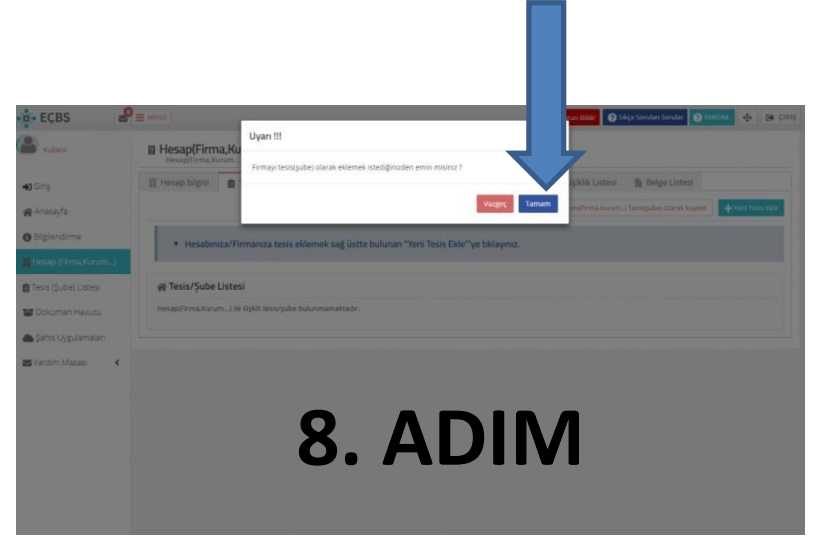 EÇBS
MENÜ
Sıkça Sorulan Sorular
YARDIM
ÇIKIŞ
Kullanıcı
Hesap(Firma,Ku
Hesap(Firma,Kurum...
Uyarı !!!
Firmayı tesis(şube) olarak eklemek istediğinizden emin misiniz ?
Vazgeç
Tamam
Giriş
Anasayfa
Bilgilendirme
Hesap (Firma,Kurum...)
Tesis (Şube) Listesi
Doküman Havuzu
Şahıs Uygulamaları
Yardım Masası
Hesap bilgisi
Belge Listesi
Yeni Tesis Ekle
Hesabınıza/Firmanıza tesis eklemek sağ üstte bulunan "Yeni Tesis Ekle"'ye tıklayınız.
Tesis/Şube Listesi
Hesap(Firma,Kurum...) ile ilişkili tesis/şube bulunmamaktadır.
8. ADIM